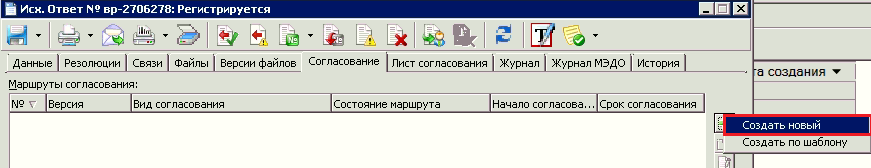 Исх. Ответ № вр-2706278: Регистрируется
Данные Резолюции Связи Файлы Версии файлов Согласование Лист согласования Журнал Журнал МЭДО История
та создания
Маршруты согласования:
№ Версия Вид согласования Состояние маршрута Начало согласова... Срок согласования
Создать новый
Создать по шаблону